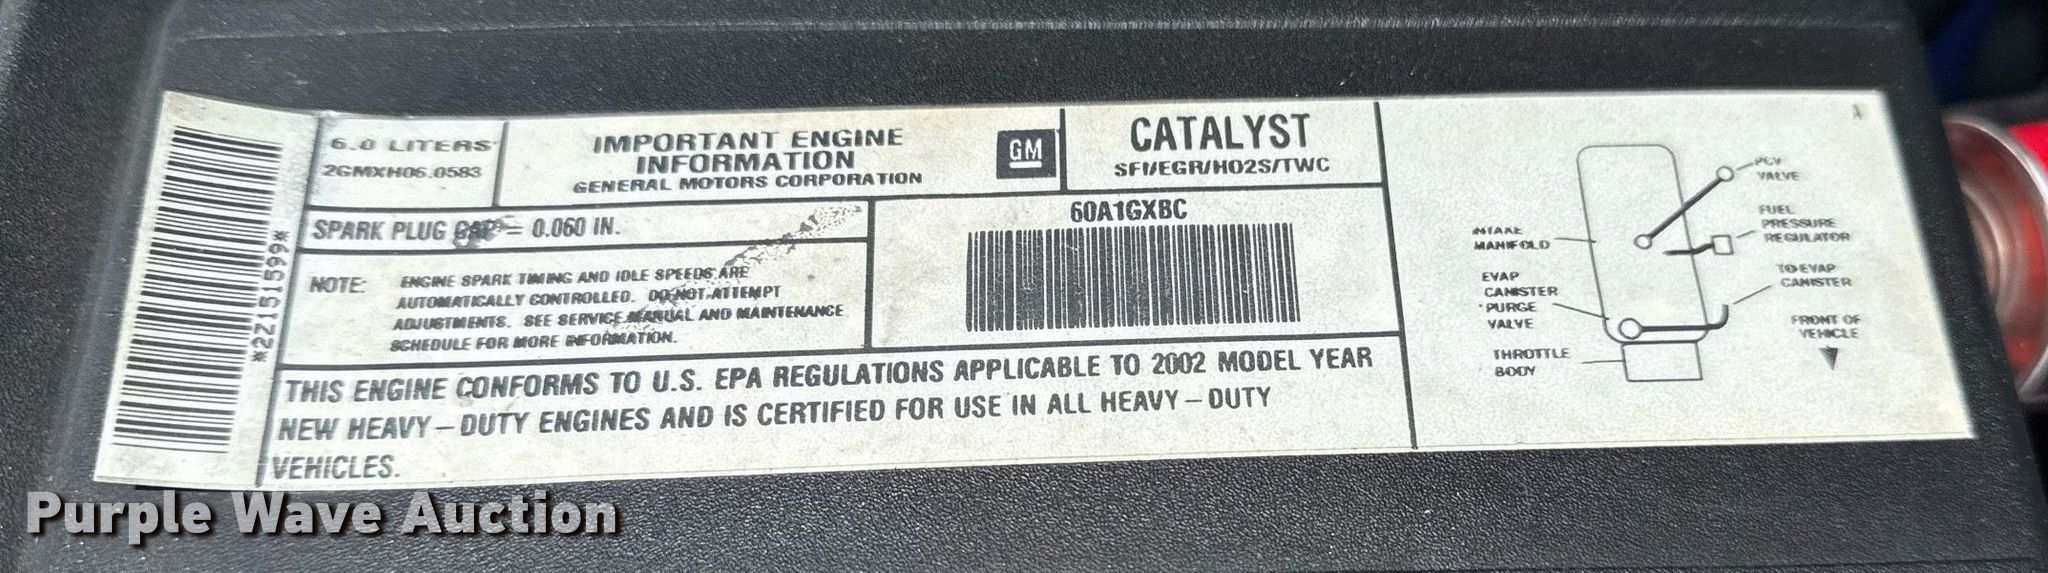 *22151599*
6.0 LITERS
2GMXH06.0583
IMPORTANT ENGINE
INFORMATION
GENERAL MOTORS CORPORATION
GM
CATALYST
SFI/EGR/HO2S/TWC
SPARK PLUG GAP = 0.060 IN.
NOTE: ENGINE SPARK TIMING AND IDLE SPEEDS ARE
AUTOMATICALLY CONTROLLED. DO NOT ATTEMPT
ADJUSTMENTS. SEE SERVICE MANUAL AND MAINTENANCE
SCHEDULE FOR MORE INFORMATION.
60A1GXBC
THIS ENGINE CONFORMS TO U.S. EPA REGULATIONS APPLICABLE TO 2002 MODEL YEAR
NEW HEAVY-DUTY ENGINES AND IS CERTIFIED FOR USE IN ALL HEAVY-DUTY
VEHICLES.
A
PCV
VALVE
FUEL
PRESSURE
REGULATOR
INTAKE
MANIFOLD
TO EVAP
CANISTER
EVAP
CANISTER
PURGE
VALVE
FRONT OF
VEHICLE
THROTTLE
BODY
Purple Wave Auction